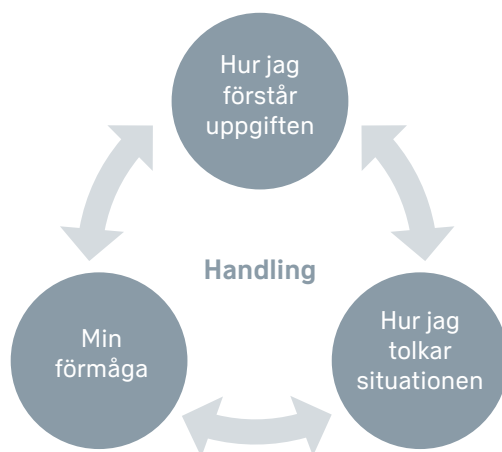 Hur jag
förstår
uppgiften
Handling
Min
förmåga
Hur jag
tolkar
situationen